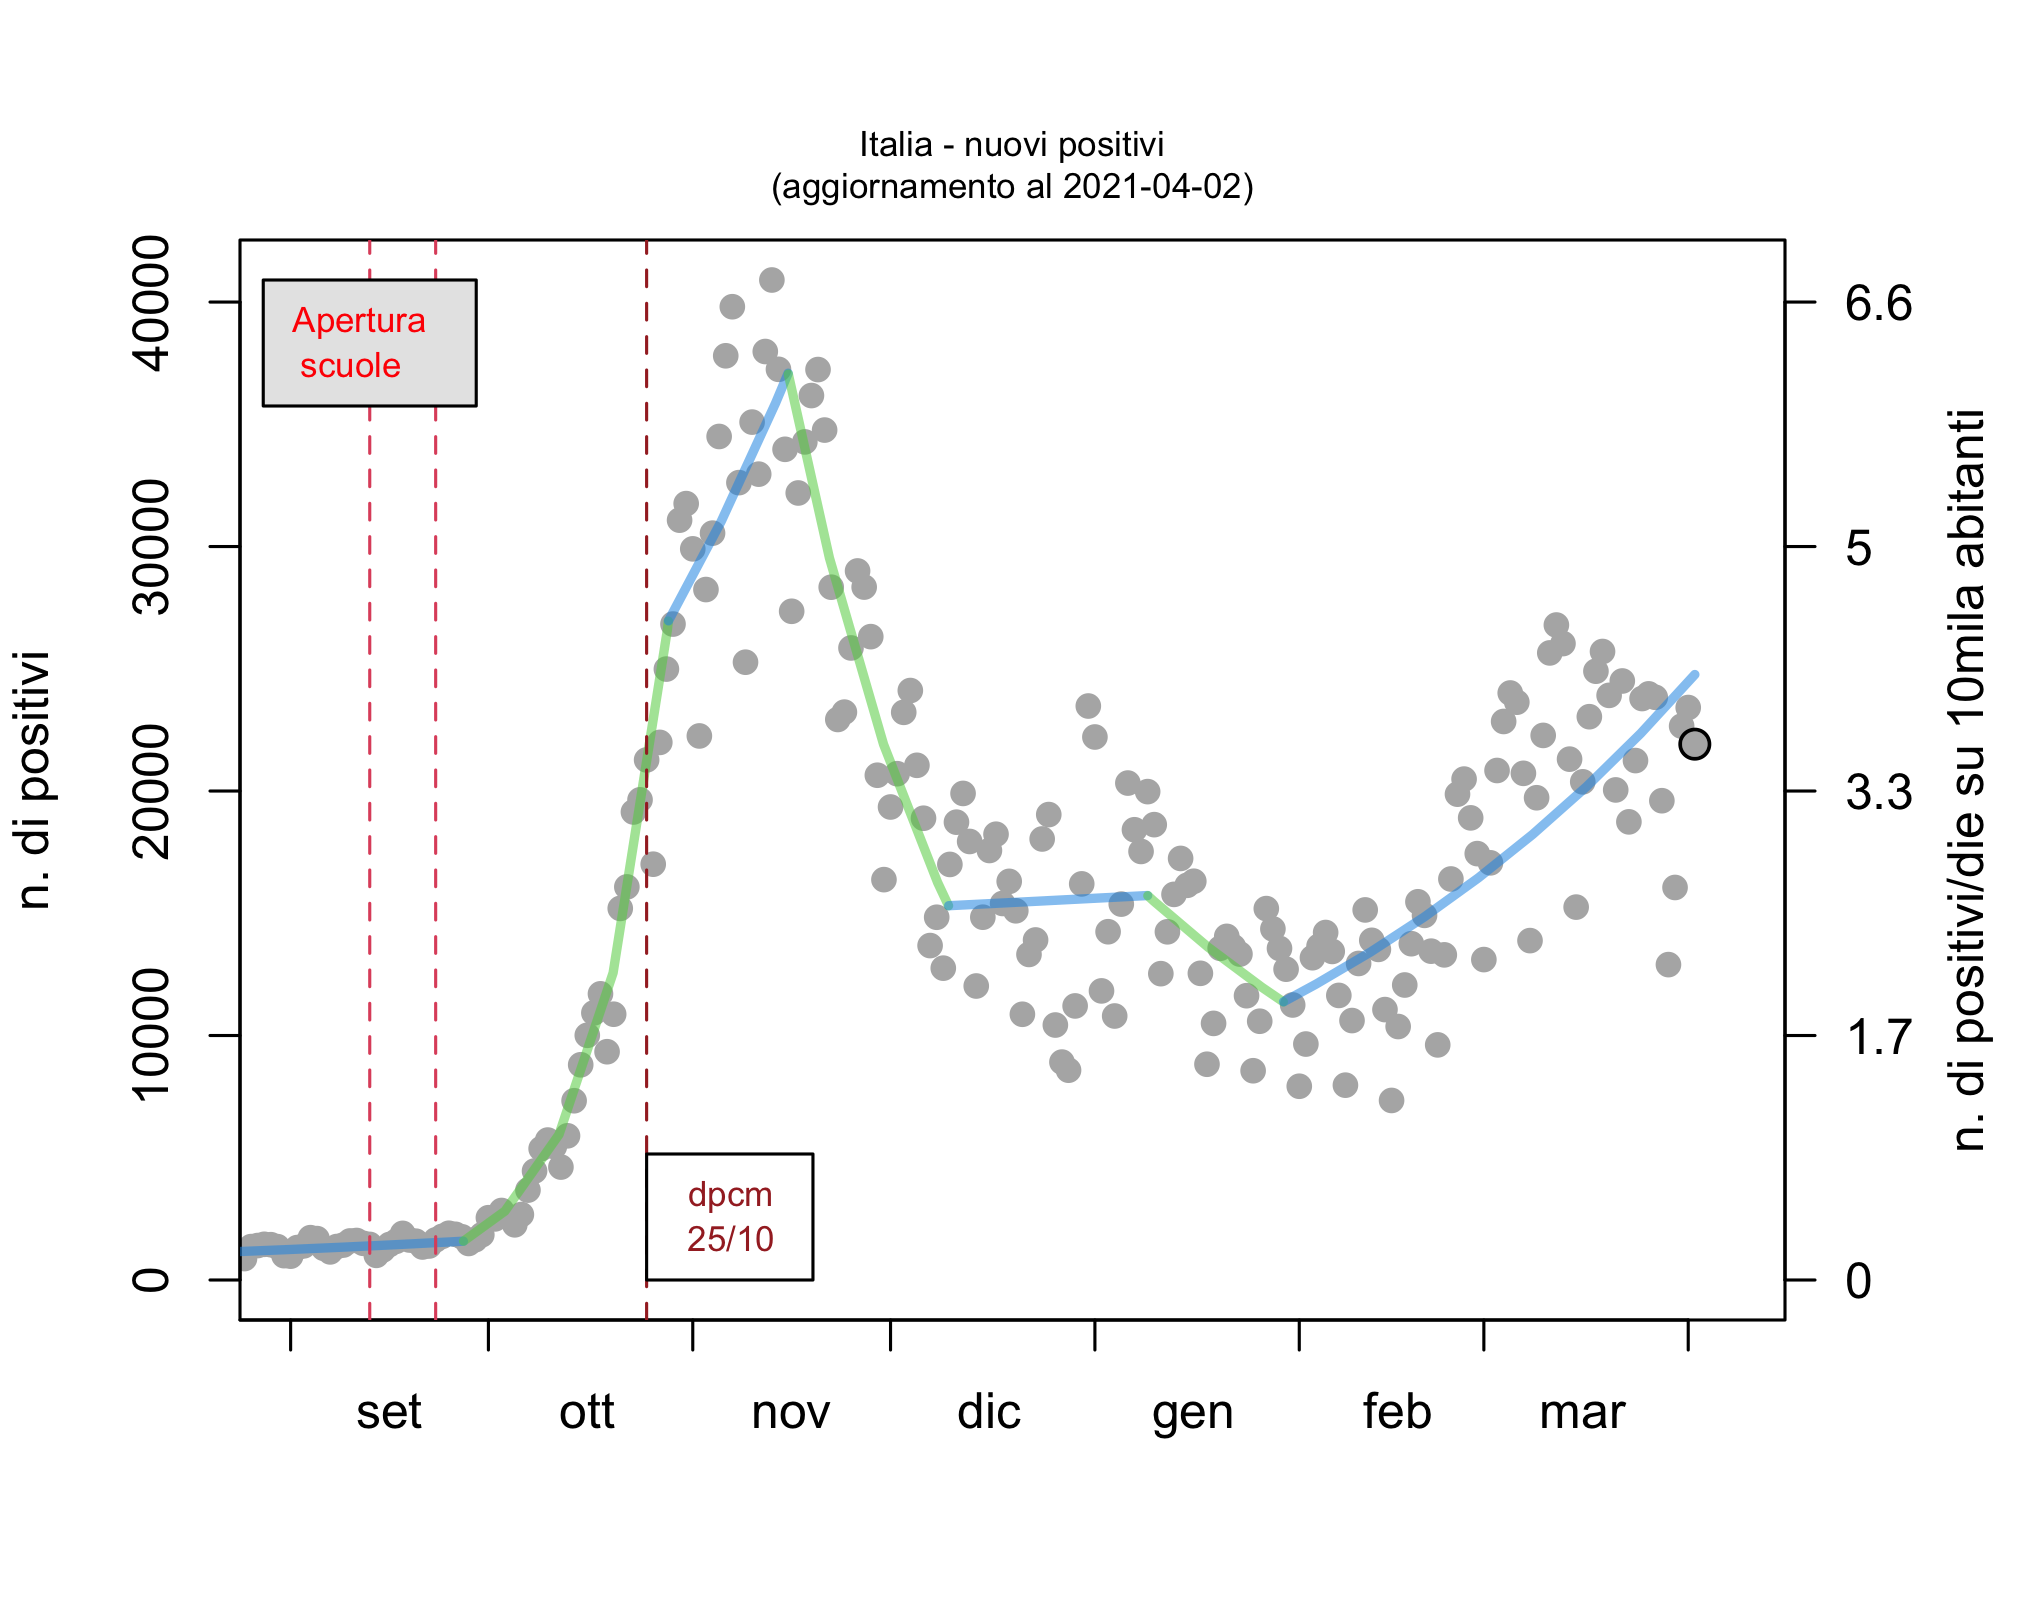 Italia - nuovi positivi
(aggiornamento al 2021-04-02)
n. di positivi
40000
30000
20000
10000
0
Apertura
scuole
dpcm
25/10
6.6
5
3.3
1.7
0
n. di positivi/die su 10mila abitanti
set ott nov dic gen feb mar